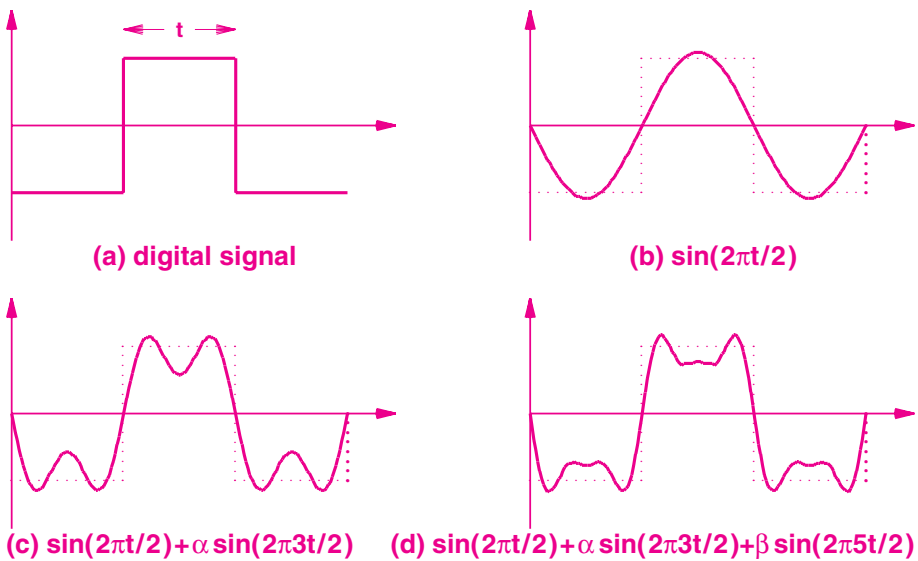 t
(a) digital signal
(b) sin(2πt/2)
(c) sin(2πt/2)+α sin(2π3t/2)
(d) sin(2πt/2)+α sin(2π3t/2)+β sin(2π5t/2)